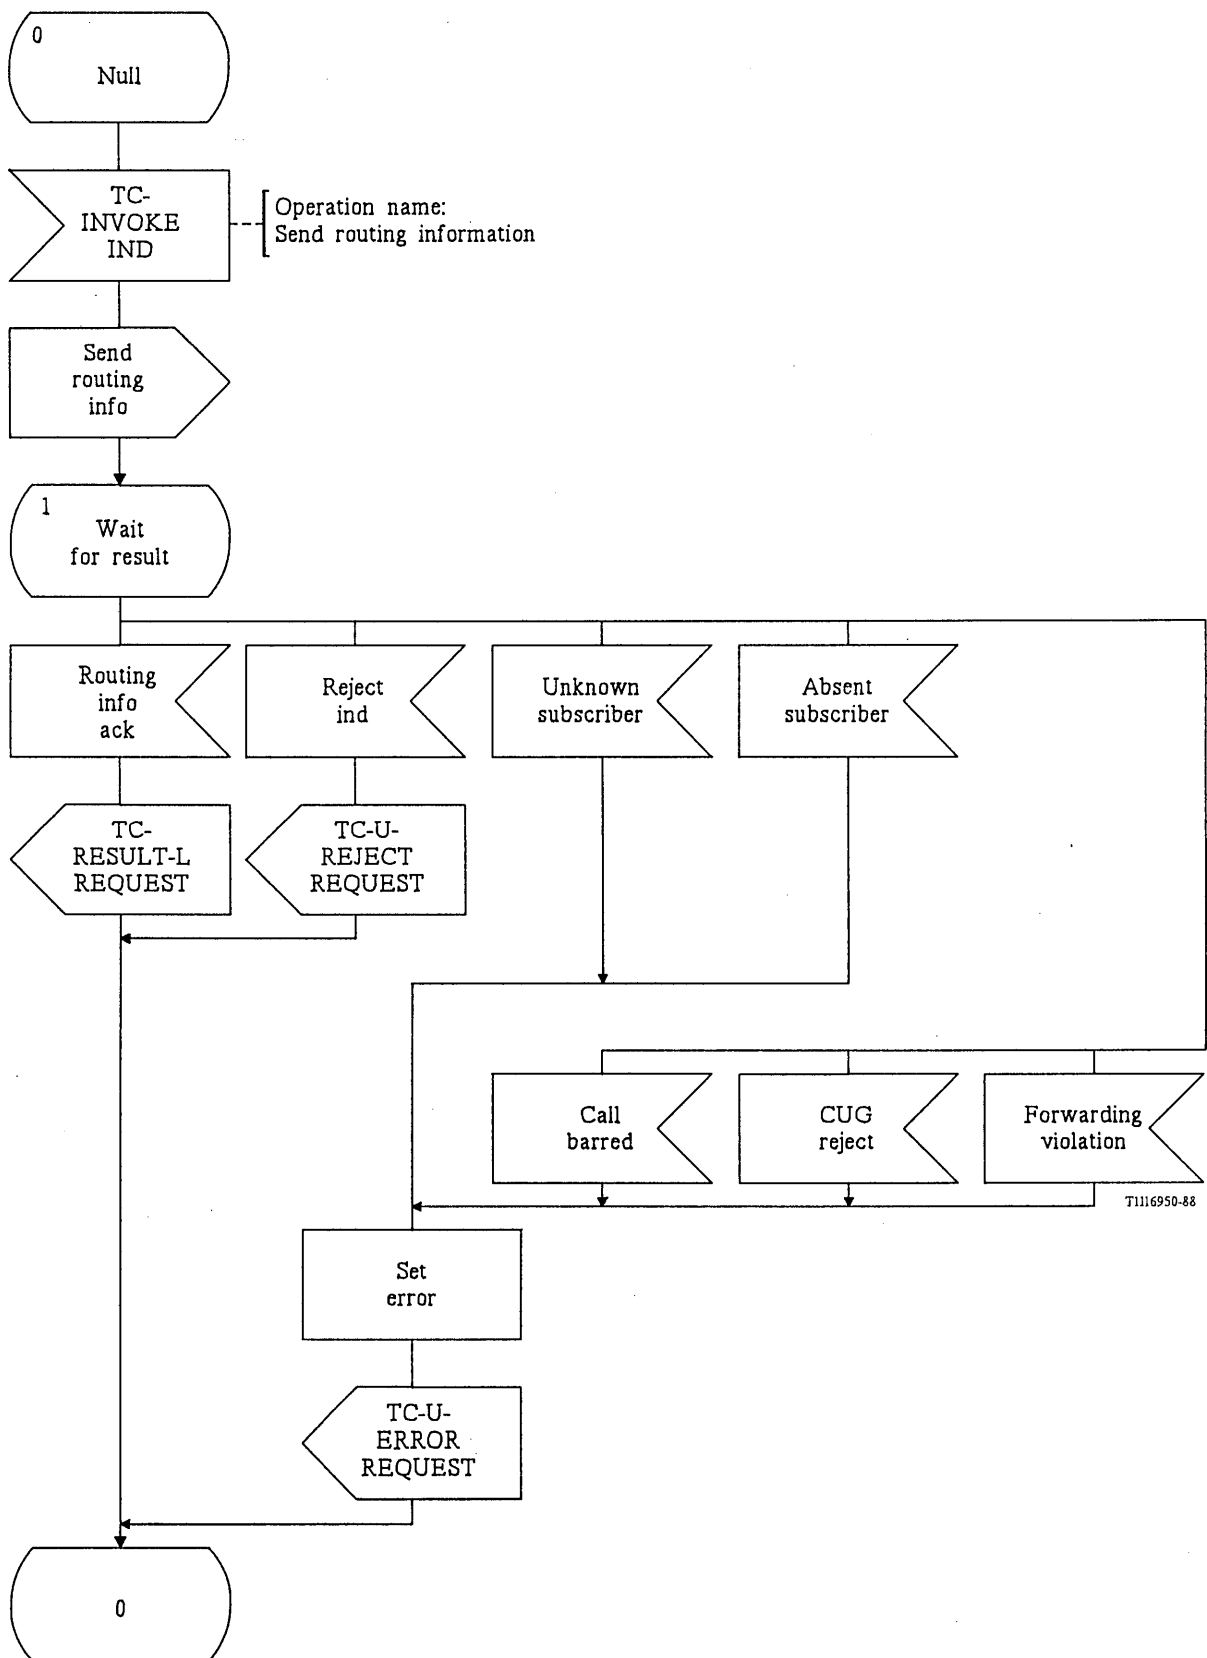 0
Null
TC-
INVOKE
IND
Operation name:
Send routing information
Send
routing
info
1
Wait
for result
Routing
info
ack
Reject
ind
Unknown
subscriber
Absent
subscriber
TC-
RESULT-L
REQUEST
TC-U-
REJECT
REQUEST
Call
barred
CUG
reject
Forwarding
violation
T1116950-88
Set
error
TC-U-
ERROR
REQUEST
0